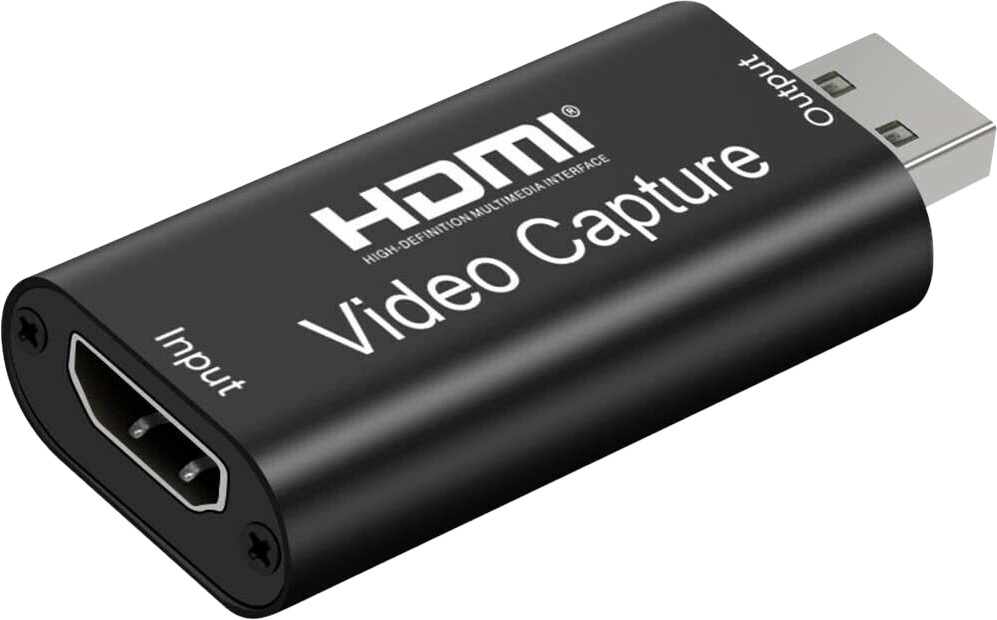 Output
HDMI®
HIGH-DEFINITION MULTIMEDIA INTERFACE
Video Capture
Input